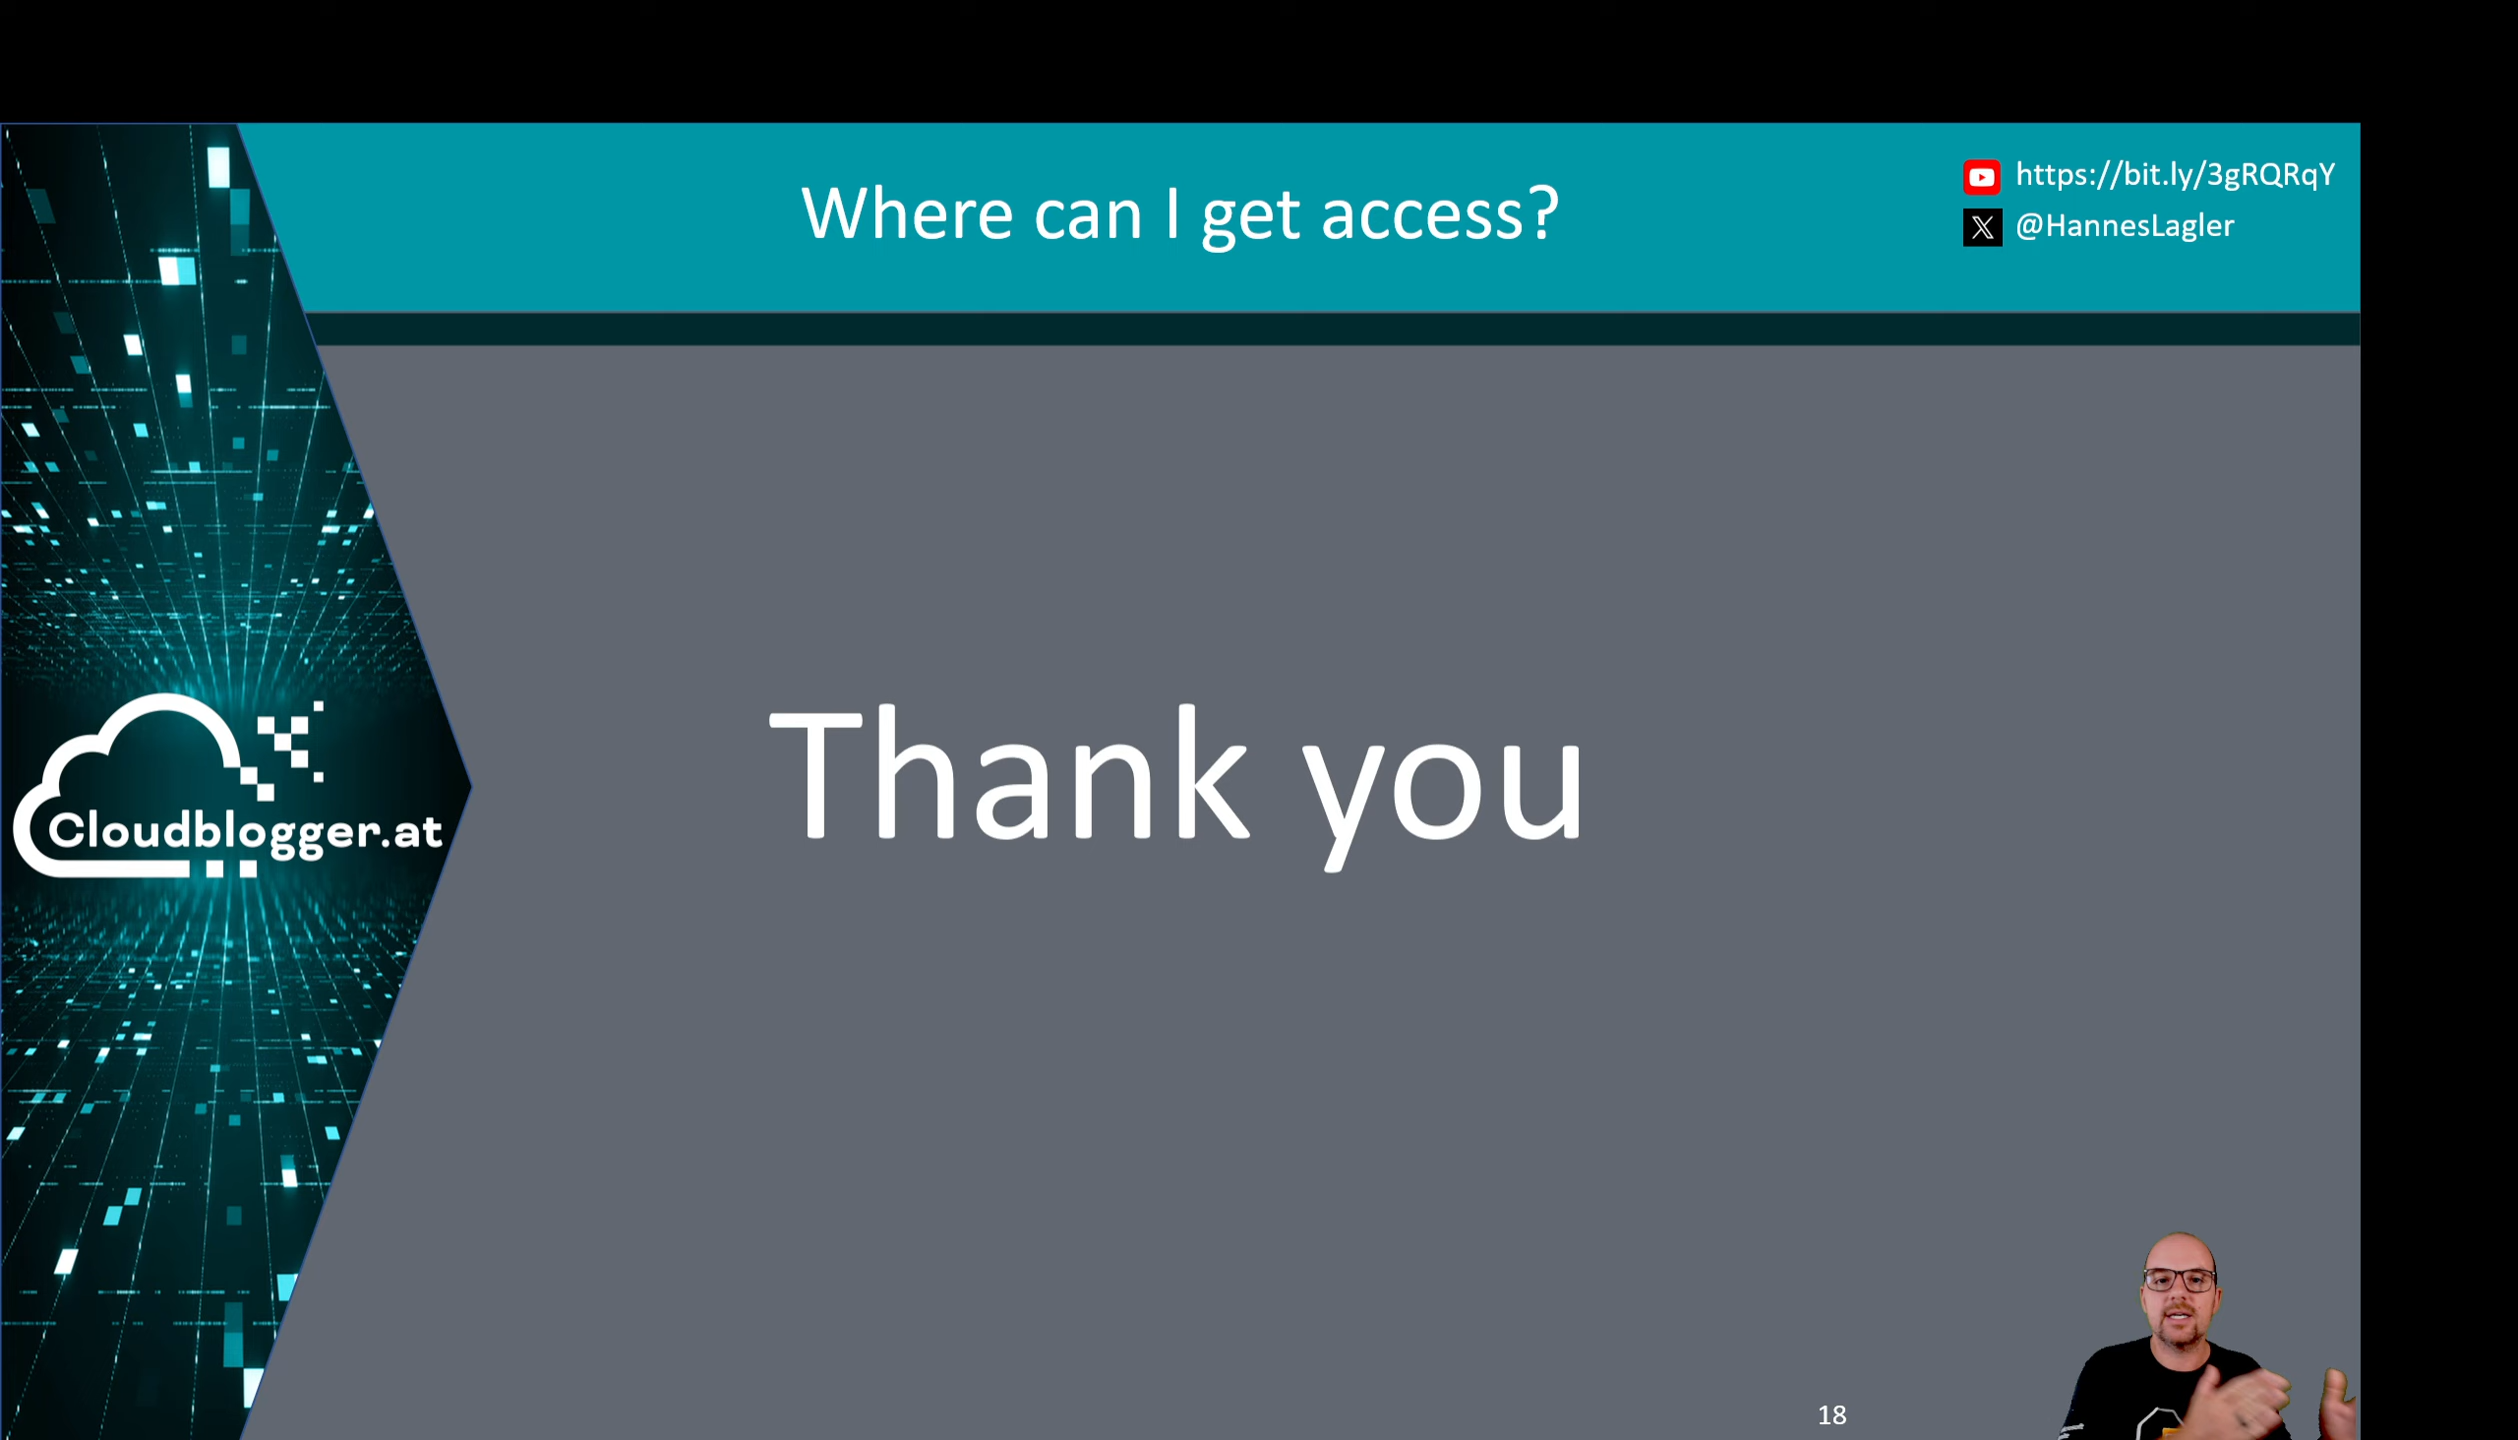 Where can I get access?
https://bit.ly/3gRQRqY
@HannesLagler
Cloudblogger.at
Thank you
18